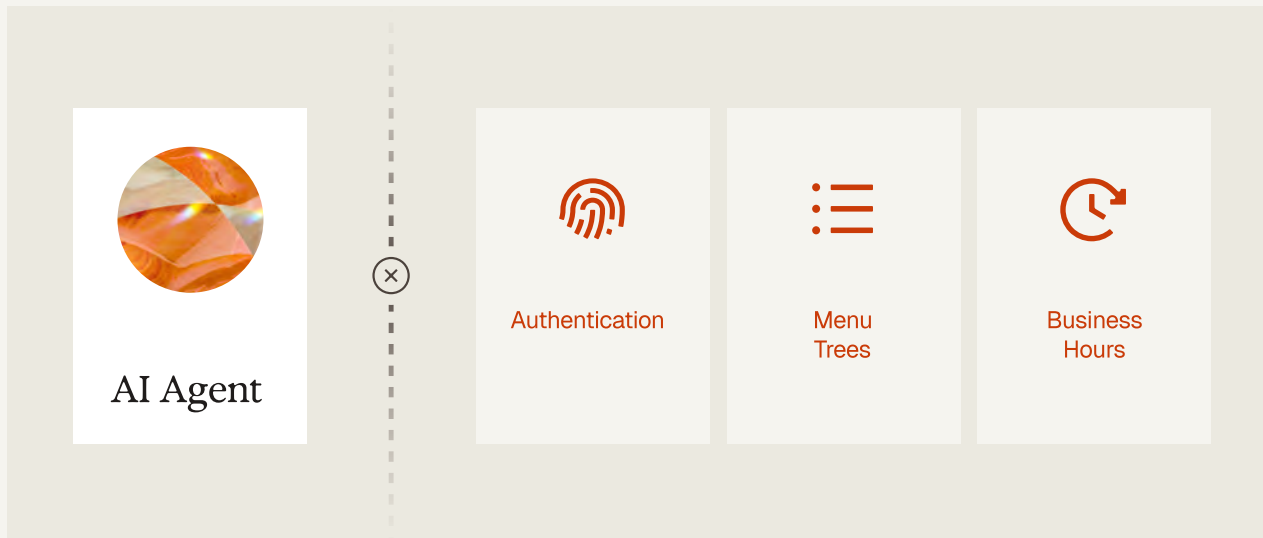 AI Agent
Authentication
Menu
Trees
Business
Hours